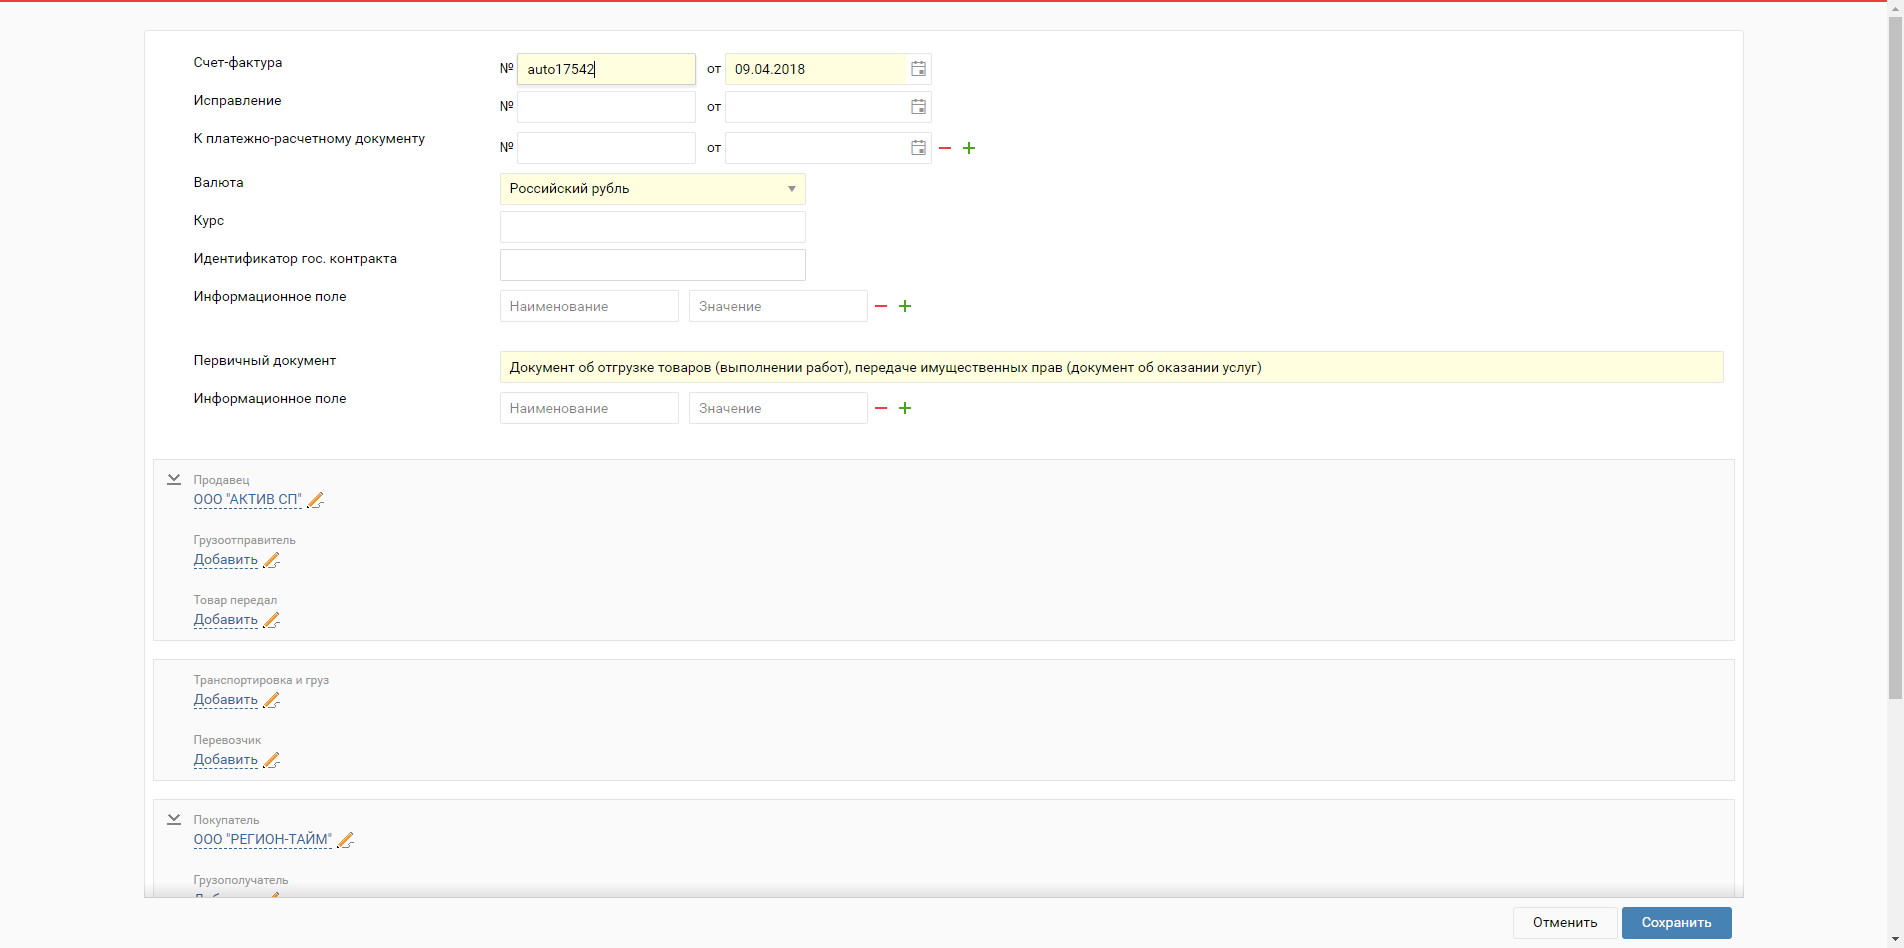 Счет-фактура № auto17542 от 09.04.2018
Исправление № от
К платежно-расчетному документу № от
Валюта Российский рубль
Курс
Идентификатор гос. контракта
Информационное поле Наименование Значение
Первичный документ Документ об отгрузке товаров (выполнении работ), передаче имущественных прав (документ об оказании услуг)
Информационное поле Наименование Значение
Продавец
ООО "АКТИВ СП"
Грузоотправитель
Добавить
Товар передал
Добавить
Транспортировка и груз
Добавить
Перевозчик
Добавить
Покупатель
ООО "РЕГИОН-ТАЙМ"
Грузополучатель
Отменить Сохранить